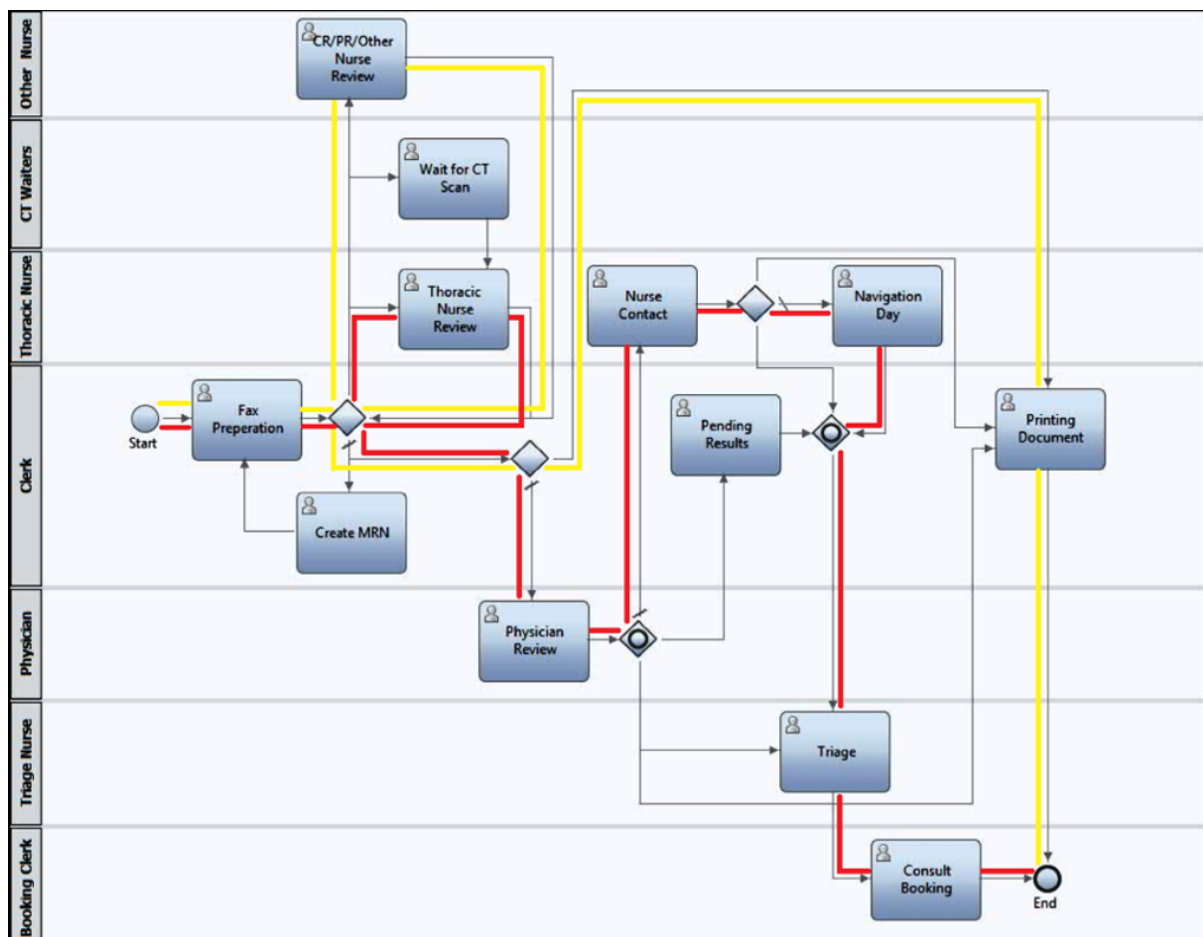 Other Nurse
CR/PR/Other
Nurse
Review
CT Waiters
Wait for CT
Scan
Thoracic Nurse
Thoracic
Nurse
Review
Nurse
Contact
Navigation
Day
Clerk
Start
Fax
Preperation
Pending
Results
Printing
Document
Create MRN
Physician
Physician
Review
Triage Nurse
Triage
Booking Clerk
Consult
Booking
End